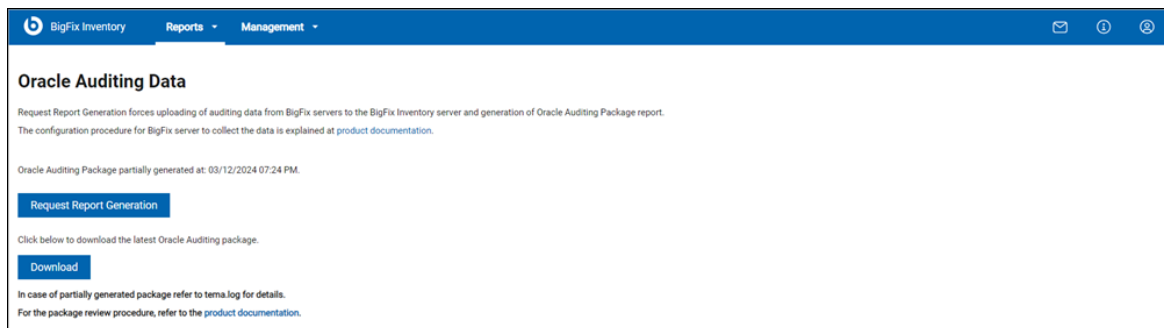 BigFix Inventory Reports Management
Oracle Auditing Data
Request Report Generation forces uploading of auditing data from BigFix servers to the BigFix Inventory server and generation of Oracle Auditing Package report.
The configuration procedure for BigFix server to collect the data is explained at product documentation.
Oracle Auditing Package partially generated at: 03/12/2024 07:24 PM.
Request Report Generation
Click below to download the latest Oracle Auditing package.
Download
In case of partially generated package refer to tema.log for details.
For the package review procedure, refer to the product documentation.